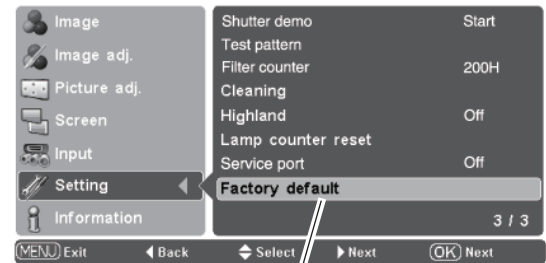 Image
Image adj.
Picture adj.
Screen
Input
Setting
Information
Shutter demo Start
Test pattern
Filter counter 200H
Cleaning
Highland Off
Lamp counter reset
Service port Off
Factory default
3 / 3
MENU Exit Back Select Next OK Next